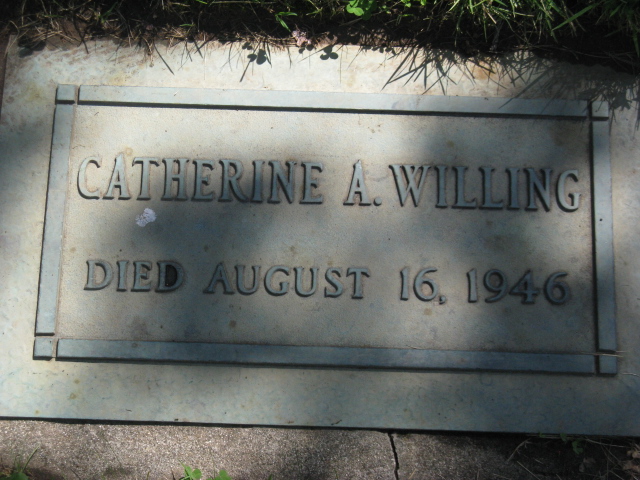 CATHERINE A. WILLING
DIED AUGUST 16, 1946